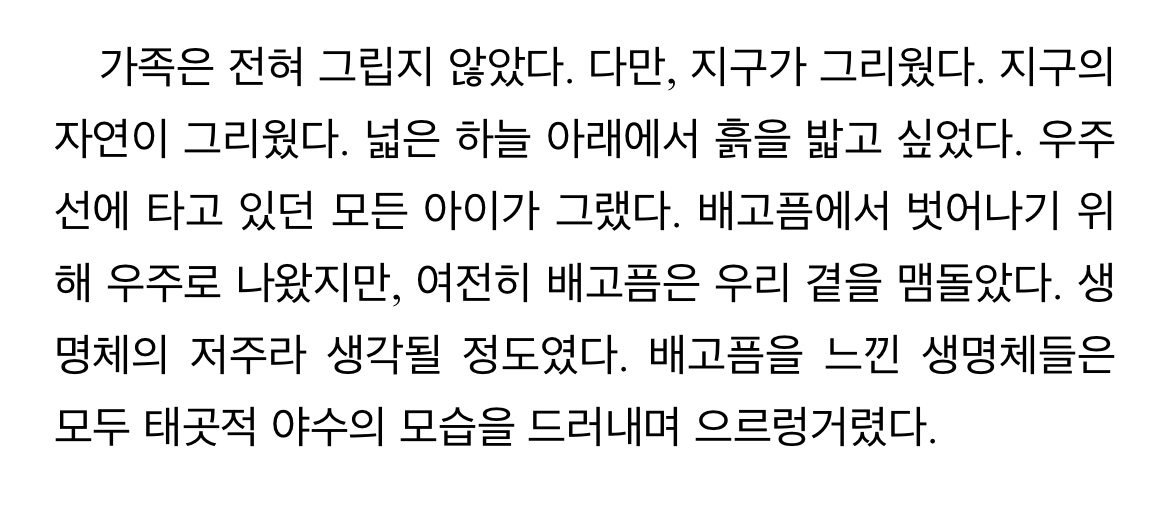 가족은 전혀 그립지 않았다. 다만, 지구가 그리웠다. 지구의
자연이 그리웠다. 넓은 하늘 아래에서 흙을 밟고 싶었다. 우주
선에 타고 있던 모든 아이가 그랬다. 배고픔에서 벗어나기 위
해 우주로 나왔지만, 여전히 배고픔은 우리 곁을 맴돌았다. 생
명체의 저주라 생각될 정도였다. 배고픔을 느낀 생명체들은
모두 태곳적 야수의 모습을 드러내며 으르렁거렸다.